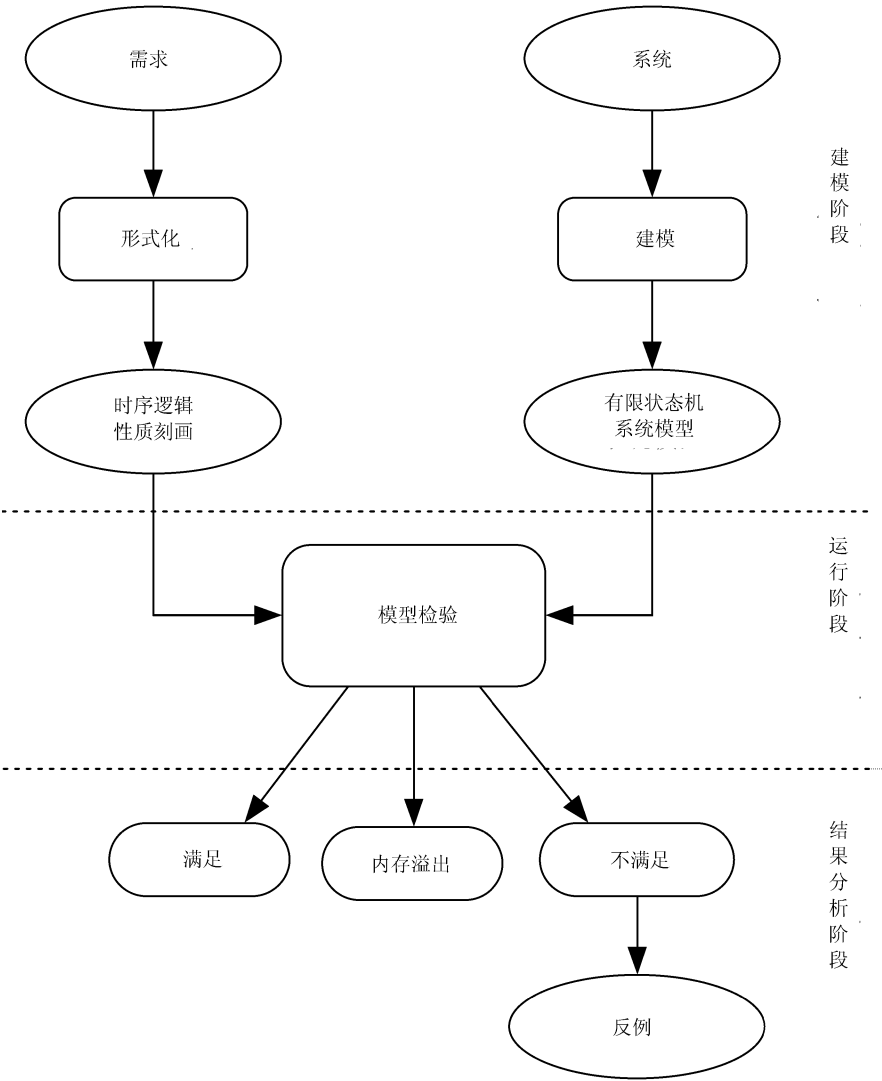 需求
系统
形式化
建模
时序逻辑
性质刻画
有限状态机
系统模型
建模阶段
模型检验
运行阶段
满足
内存溢出
不满足
反例
结果分析阶段